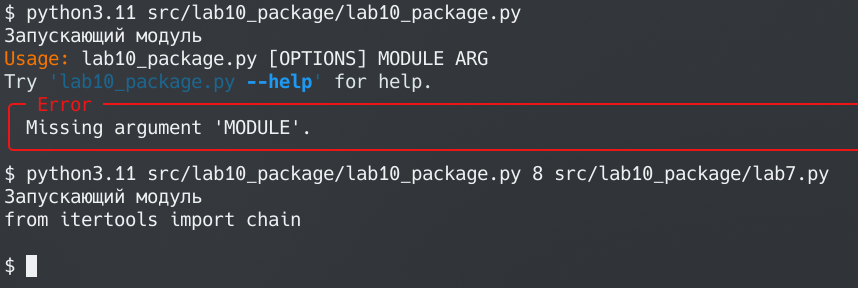 $ python3.11 src/lab10_package/lab10_package.py
Запускающий модуль
Usage: lab10_package.py [OPTIONS] MODULE ARG
Try 'lab10_package.py --help' for help.
Error
Missing argument 'MODULE'.
$ python3.11 src/lab10_package/lab10_package.py 8 src/lab10_package/lab7.py
Запускающий модуль
from itertools import chain
$